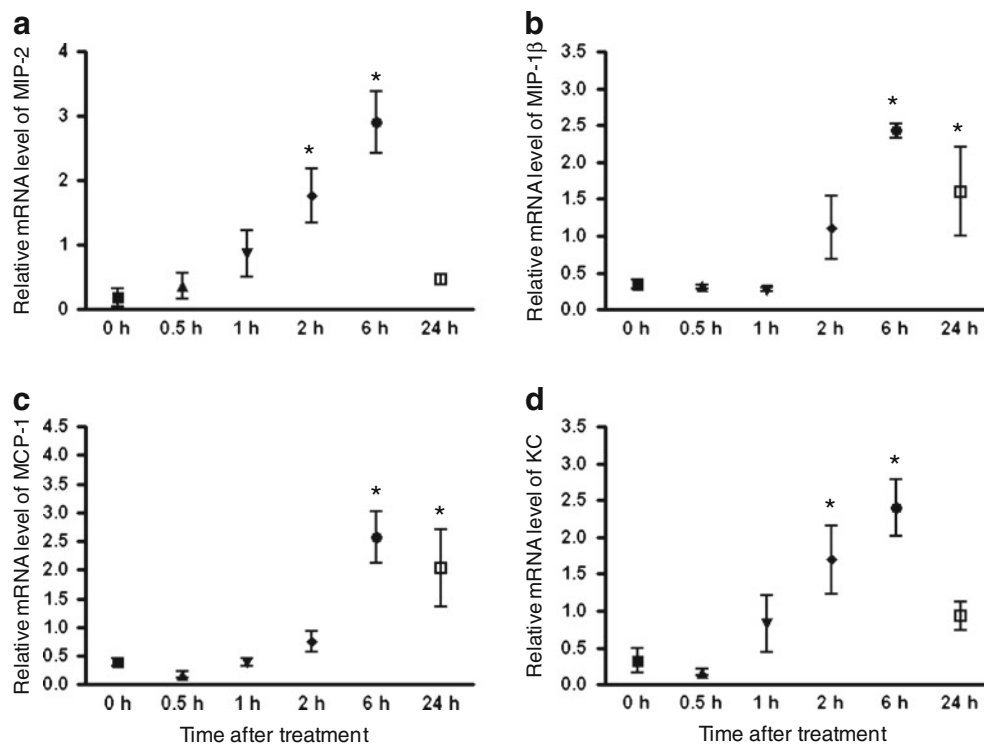 a
Relative mRNA level of MIP-2
4
3
2
1
0
*
*
0 h 0.5 h 1 h 2 h 6 h 24 h
b
Relative mRNA level of MIP-1β
3.5
3.0
2.5
2.0
1.5
1.0
0.5
0.0
*
*
0 h 0.5 h 1 h 2 h 6 h 24 h
c
Relative mRNA level of MCP-1
4.5
4.0
3.5
3.0
2.5
2.0
1.5
1.0
0.5
0.0
*
*
0 h 0.5 h 1 h 2 h 6 h 24 h
Time after treatment
d
Relative mRNA level of KC
3.5
3.0
2.5
2.0
1.5
1.0
0.5
0.0
*
*
0 h 0.5 h 1 h 2 h 6 h 24 h
Time after treatment